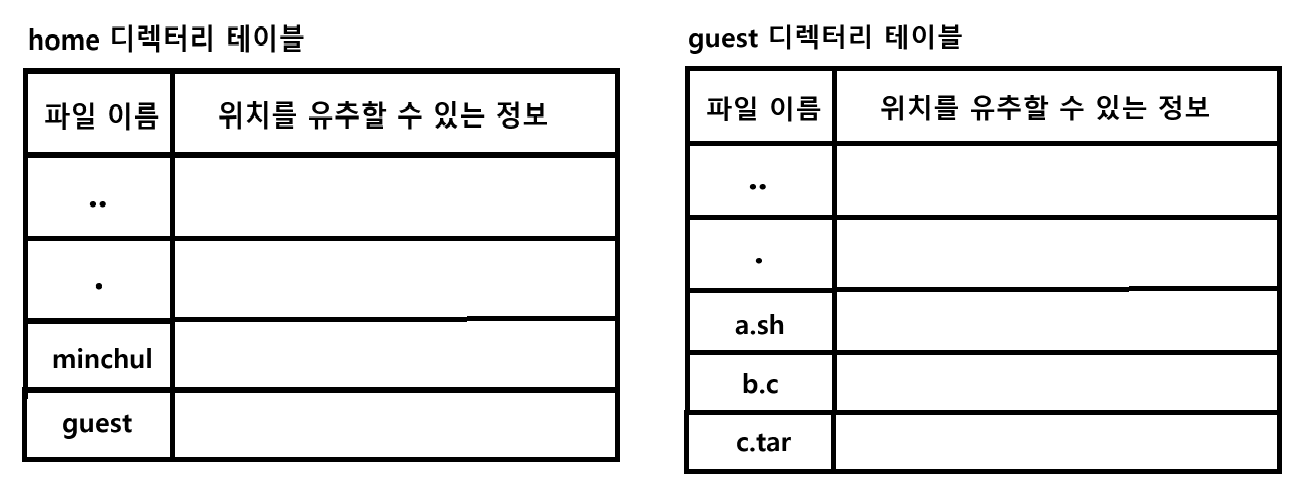 home 디렉터리 테이블
파일 이름 위치를 유추할 수 있는 정보
..
.
minchul
guest
guest 디렉터리 테이블
파일 이름 위치를 유추할 수 있는 정보
..
.
a.sh
b.c
c.tar